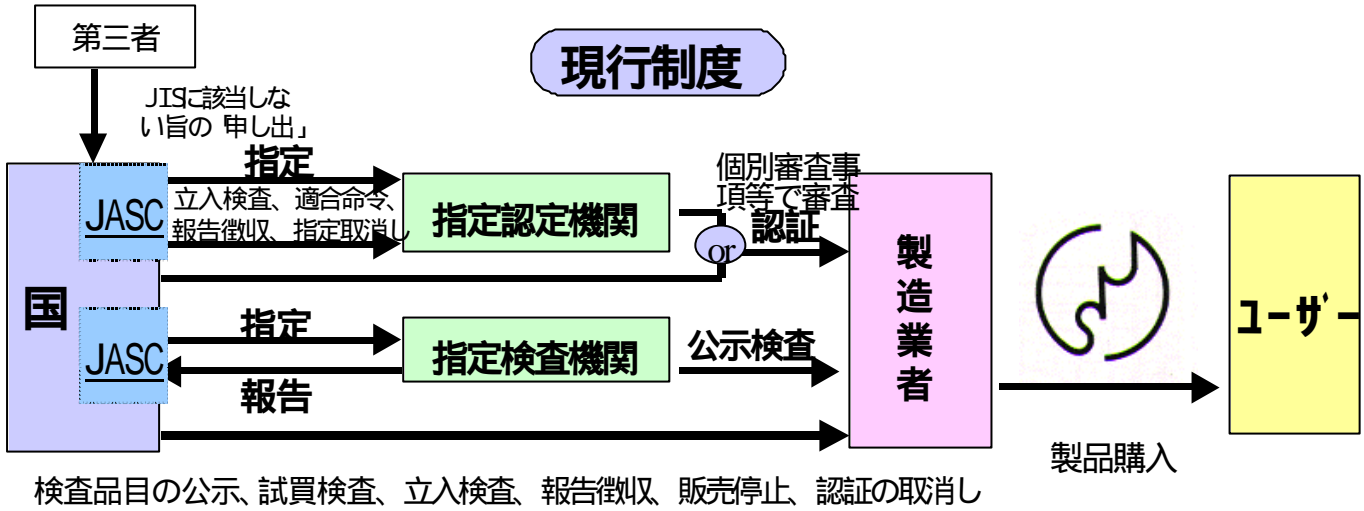 第三者
現行制度
JISに該当しな
い旨の「申し出」
指定
個別審査事
項等で審査
JASC
立入検査、適合命令、
報告徴収、指定取消し
指定認定機関
or
認証
国
製造業者
ユーザー
JASC
指定
指定検査機関
公示検査
報告
製品購入
検査品目の公示、試買検査、立入検査、報告徴収、販売停止、認証の取消し